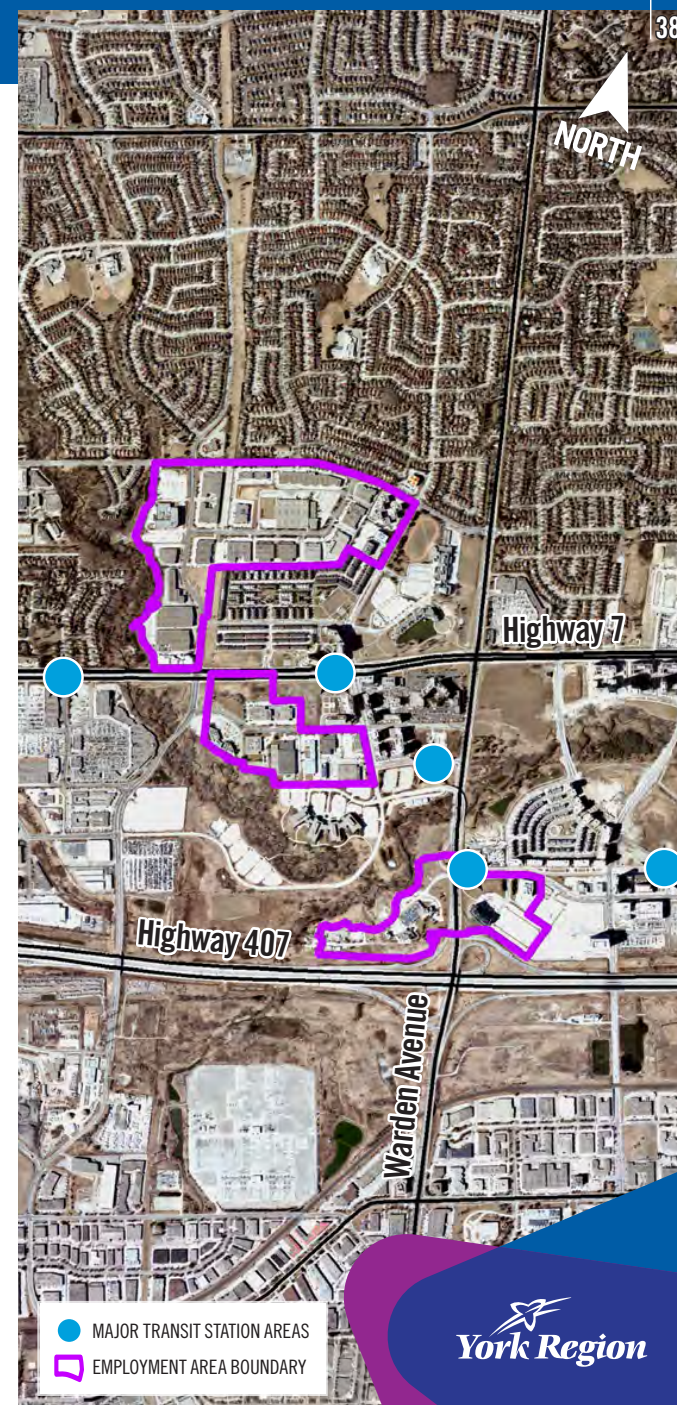 38
NORTH
Highway 7
Highway 407
Warden Avenue
MAJOR TRANSIT STATION AREAS
EMPLOYMENT AREA BOUNDARY
York Region